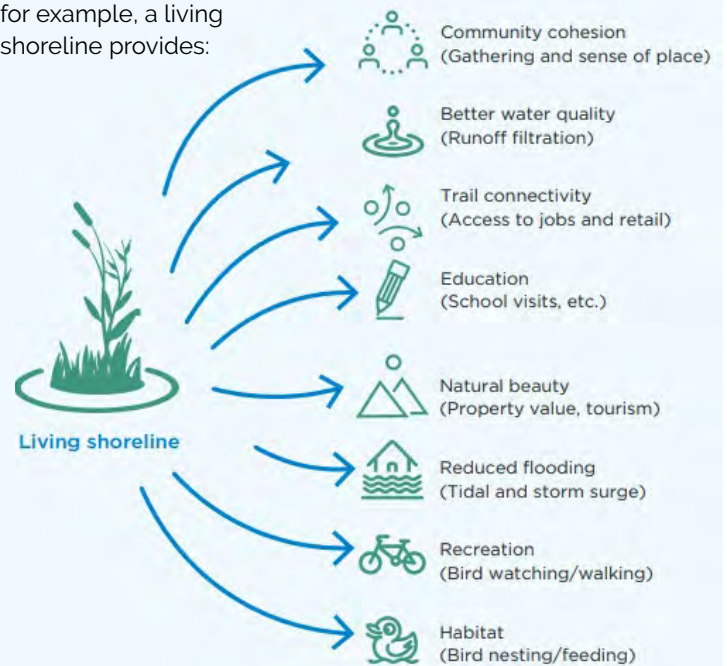 for example, a living
shoreline provides:
Community cohesion
(Gathering and sense of place)
Better water quality
(Runoff filtration)
Trail connectivity
(Access to jobs and retail)
Education
(School visits, etc.)
Natural beauty
(Property value, tourism)
Living shoreline
Reduced flooding
(Tidal and storm surge)
Recreation
(Bird watching/walking)
Habitat
(Bird nesting/feeding)